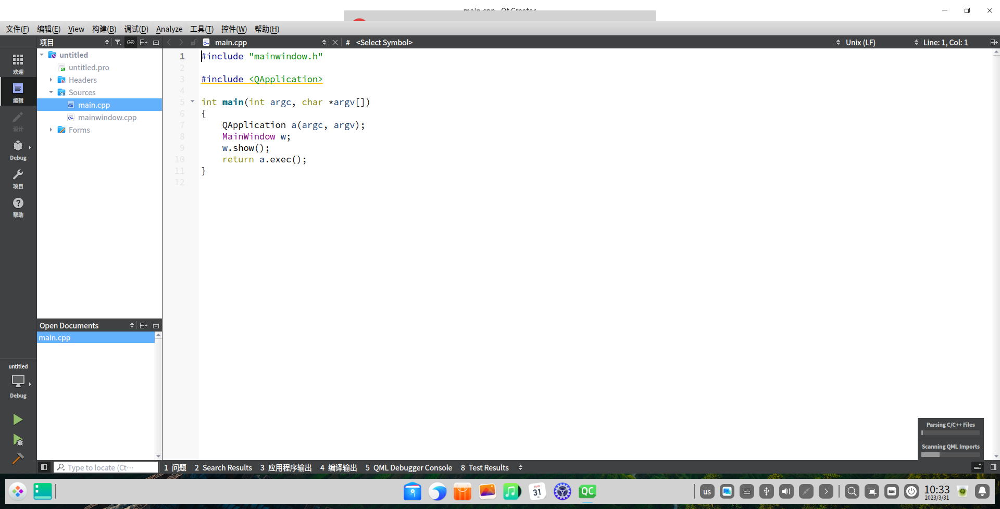 main.cpp - Qt Creator
文件(F) 编辑(E) View 构建(B) 调试(D) Analyze 工具(T) 控件(W) 帮助(H)
项目
main.cpp
# <Select Symbol>
Unix (LF)
Line: 1, Col: 1
欢迎
编辑
设计
Debug
项目
帮助
untitled
untitled.pro
Headers
Sources
main.cpp
mainwindow.cpp
Forms
1 #include "mainwindow.h"
2
3 #include <QApplication>
4
5 int main(int argc, char *argv[])
6 {
7 QApplication a(argc, argv);
8 MainWindow w;
9 w.show();
10 return a.exec();
11 }
12
Open Documents
main.cpp
untitled
Debug
Parsing C/C++ Files
Scanning QML Imports
Type to locate (Ct...
1 问题 2 Search Results 3 应用程序输出 4 编译输出 5 QML Debugger Console 8 Test Results
MAR
31
QC
us
10:33
2023/3/31